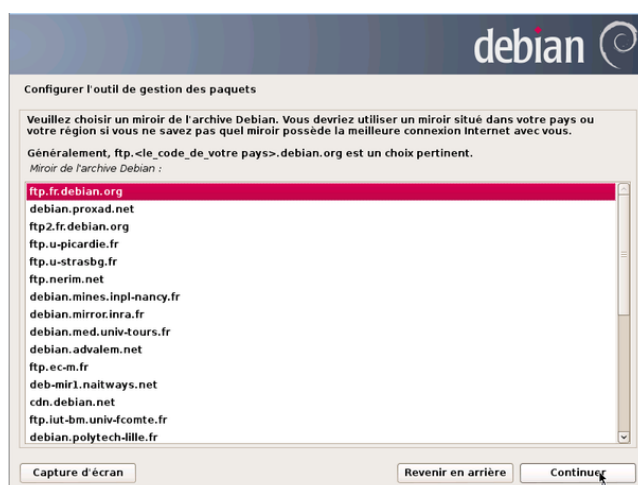 debian
Configurer l'outil de gestion des paquets
Veuillez choisir un miroir de l'archive Debian. Vous devriez utiliser un miroir situé dans votre pays ou
votre région si vous ne savez pas quel miroir possède la meilleure connexion Internet avec vous.
Généralement, ftp.<le_code_de_votre pays>.debian.org est un choix pertinent.
Miroir de l'archive Debian :
ftp.fr.debian.org
debian.proxad.net
ftp2.fr.debian.org
ftp.u-picardie.fr
ftp.u-strasbg.fr
ftp.nerim.net
debian.mines.inpl-nancy.fr
debian.mirror.inra.fr
debian.med.univ-tours.fr
debian.advalem.net
ftp.ec-m.fr
deb-mir1.naitways.net
cdn.debian.net
ftp.iut-bm.univ-fcomte.fr
debian.polytech-lille.fr
Capture d'écran
Revenir en arrière
Continuer